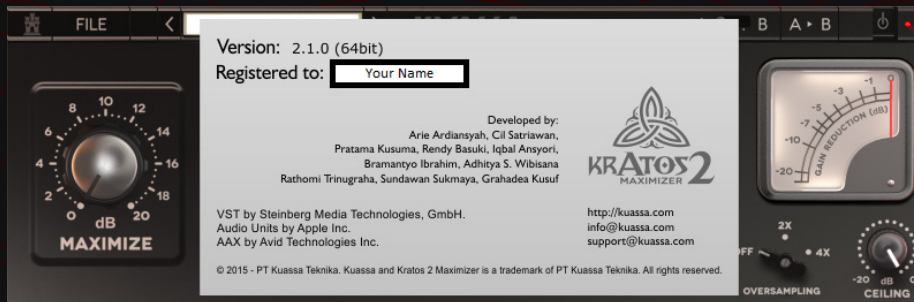 FILE
<
. B
A ▸ B
Version: 2.1.0 (64bit)
Registered to: Your Name
Developed by:
Arie Ardiansyah, Cil Satriawan,
Pratama Kusuma, Rendy Basuki, Iqbal Ansyori,
Bramantyo Ibrahim, Adhitya S. Wibisana
Rathomi Trinugraha, Sundawan Sukmaya, Grahadea Kusuf
KRATOS 2
MAXIMIZER
VST by Steinberg Media Technologies, GmbH.
Audio Units by Apple Inc.
AAX by Avid Technologies Inc.
http://kuassa.com
info@kuassa.com
support@kuassa.com
© 2015 - PT Kuassa Teknika. Kuassa and Kratos 2 Maximizer is a trademark of PT Kuassa Teknika. All rights reserved.
0 2 4 6 8 10 12 14 16 18 20
dB
MAXIMIZE
-20 -10 -7 -5 -3 -1 0
GAIN REDUCTION (dB)
OFF 2X 4X
OVERSAMPLING
-20 dB 0
CEILING